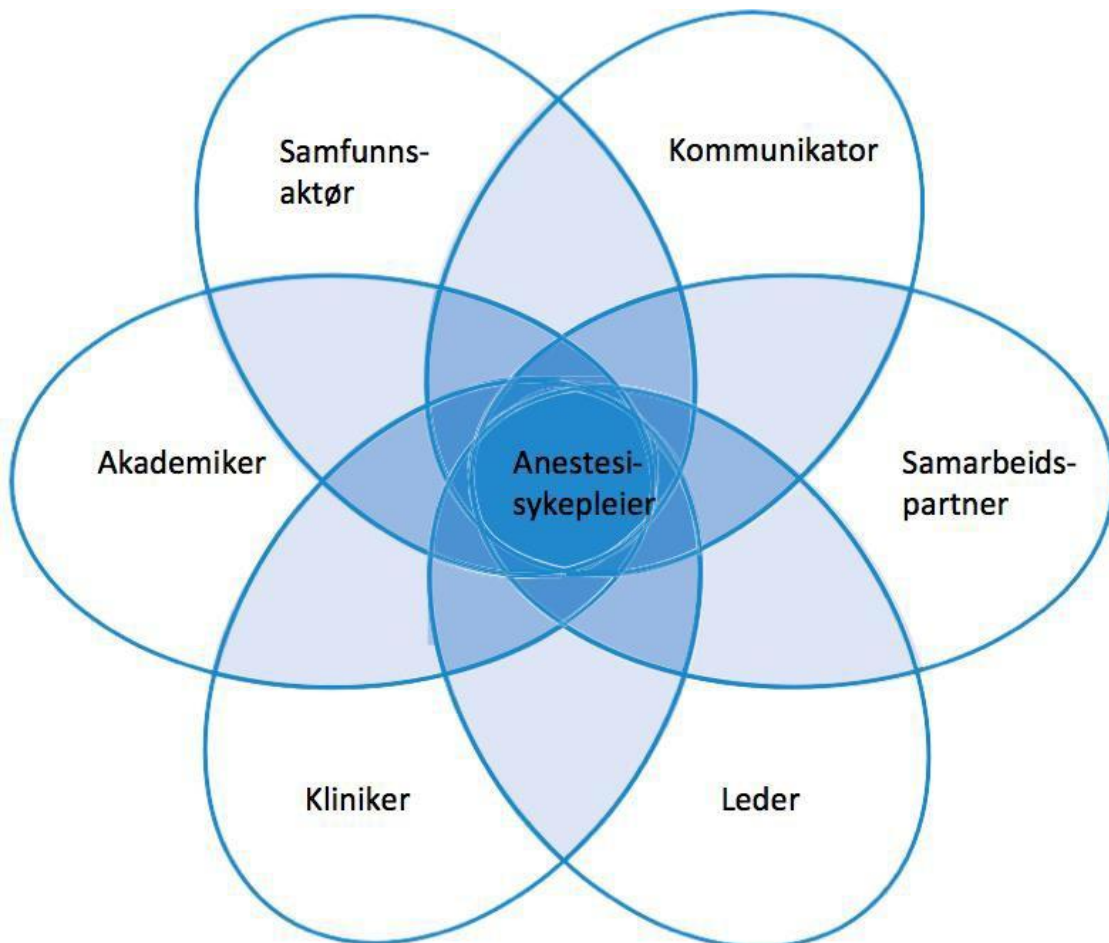 Samfunns-
aktør
Kommunikator
Akademiker
Anestesi-
sykepleier
Samarbeids-
partner
Kliniker
Leder